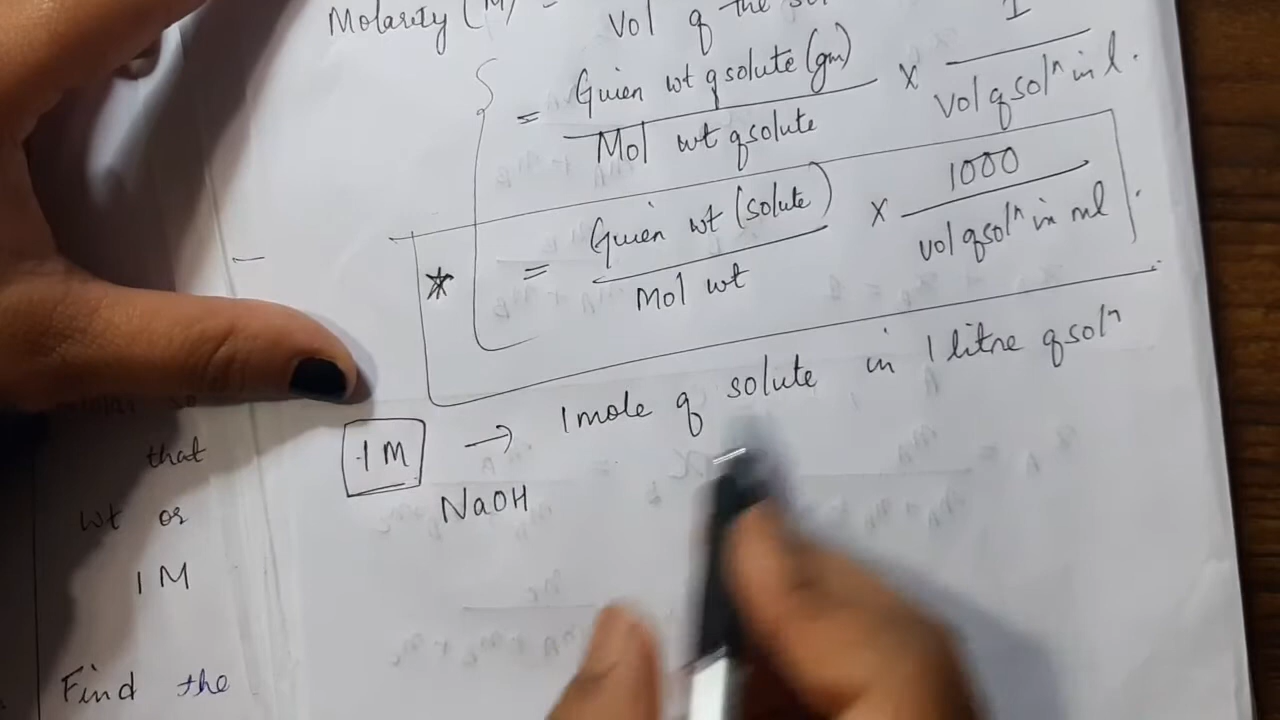 Molarity (M) =
Vol of the sol
= Given wt of solute (gm) / Mol wt of solute × 1 / Vol of solⁿ in l.
* = Given wt (solute) / Mol wt × 1000 / vol of solⁿ in ml.
1M → 1 mole of solute in 1 litre of solⁿ
NaOH
that
wt or
1M
Find the